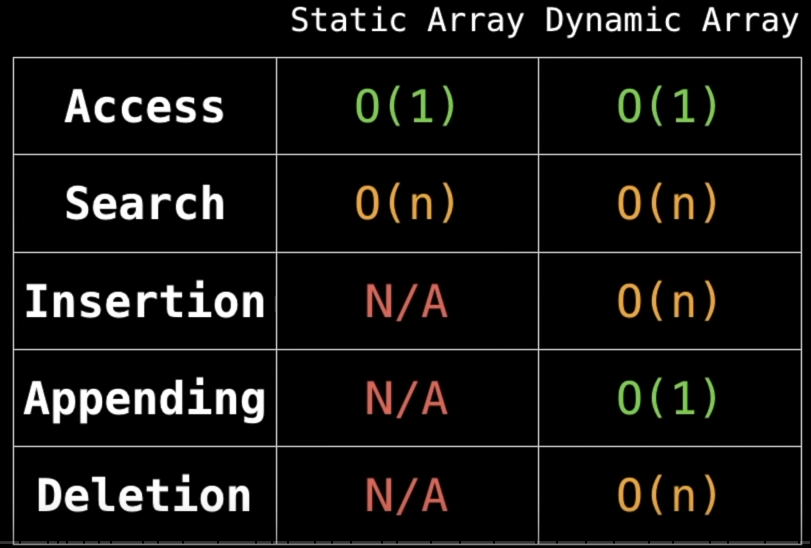 Static Array Dynamic Array
Access O(1) O(1)
Search O(n) O(n)
Insertion N/A O(n)
Appending N/A O(1)
Deletion N/A O(n)